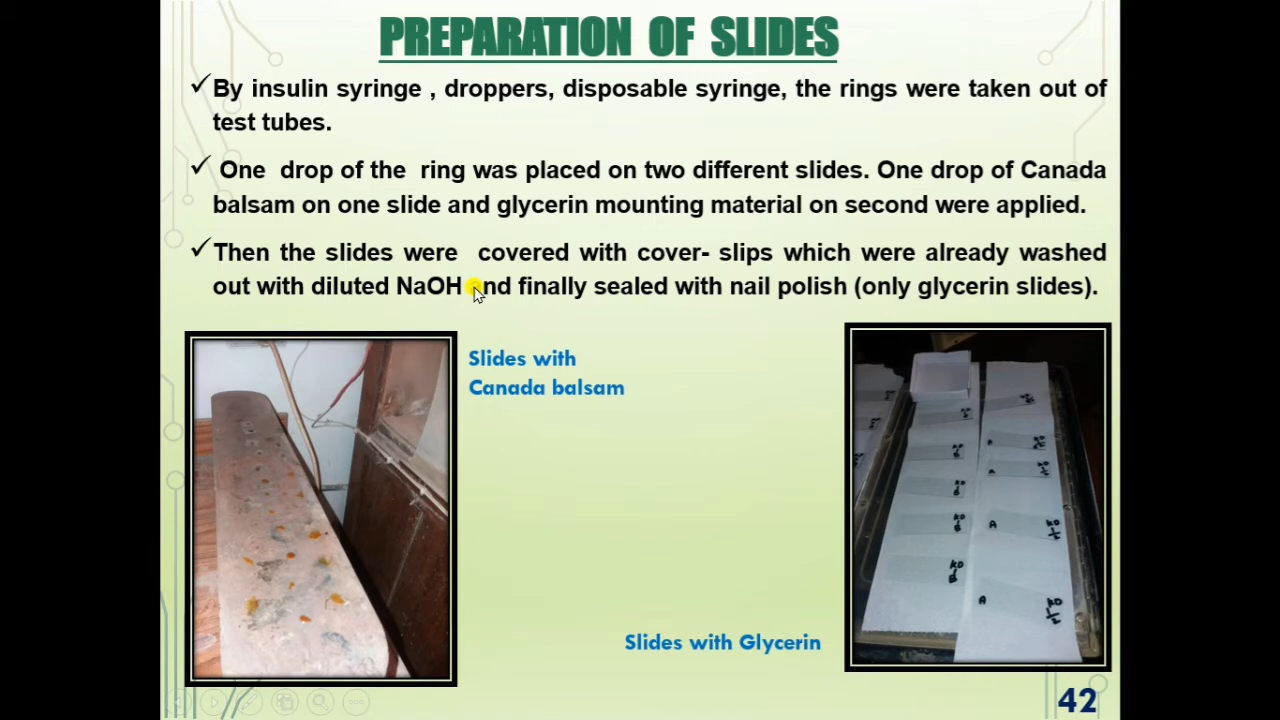 PREPARATION OF SLIDES
✓By insulin syringe , droppers, disposable syringe, the rings were taken out of
test tubes.
✓ One drop of the ring was placed on two different slides. One drop of Canada
balsam on one slide and glycerin mounting material on second were applied.
✓Then the slides were covered with cover- slips which were already washed
out with diluted NaOH and finally sealed with nail polish (only glycerin slides).
Slides with
Canada balsam
A
A
A
A
Slides with Glycerin
42